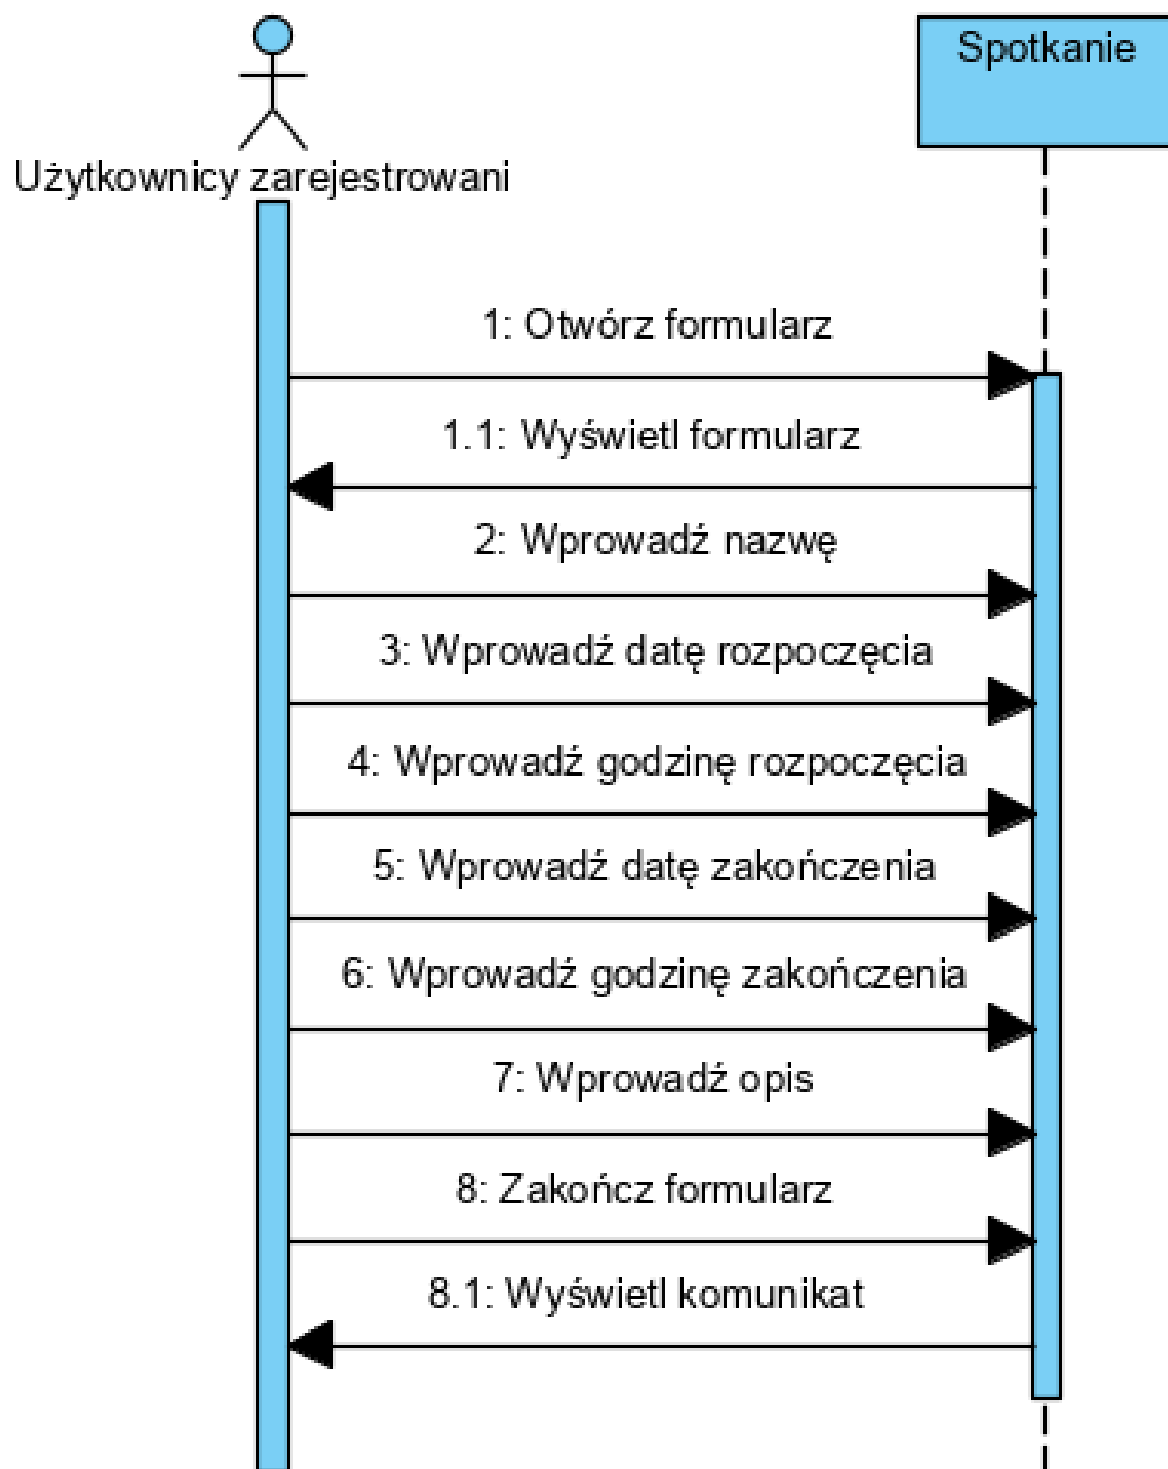 Spotkanie
Użytkownicy zarejestrowani
1: Otwórz formularz
1.1: Wyświetl formularz
2: Wprowadź nazwę
3: Wprowadź datę rozpoczęcia
4: Wprowadź godzinę rozpoczęcia
5: Wprowadź datę zakończenia
6: Wprowadź godzinę zakończenia
7: Wprowadź opis
8: Zakończ formularz
8.1: Wyświetl komunikat